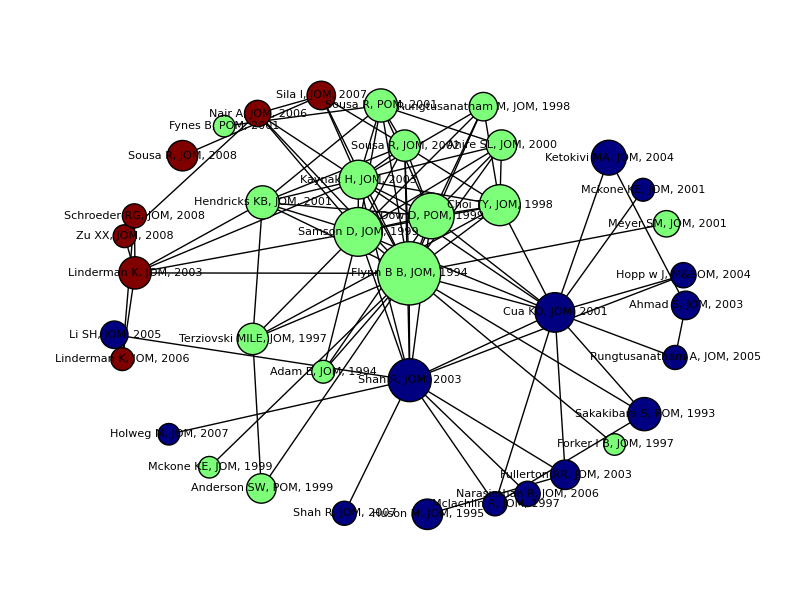 Sila I, JOM, 2007
Sousa R, POM, 2001
Rungtusanatham M, JOM, 1998
Nair A, JOM, 2006
Fynes B, POM, 2001
Sousa R, JOM, 2002
Ahire SL, JOM, 2000
Sousa R, JOM, 2008
Ketokivi MA, JOM, 2004
Kaynak H, JOM, 2003
Mckone KE, JOM, 2001
Hendricks KB, JOM, 2001
Choi TY, JOM, 1998
Schroeder RG, JOM, 2008
Dow D, POM, 1999
Meyer SM, JOM, 2001
Zu XX, JOM, 2008
Samson D, JOM, 1999
Linderman K, JOM, 2003
Flynn B B, JOM, 1994
Hopp w J, JOM, 2004
Ahmad S, JOM, 2003
Cua KO, JOM, 2001
Li SH, JOM, 2005
Terziovski MILE, JOM, 1997
Linderman K, JOM, 2006
Rungtusanatham A, JOM, 2005
Adam E, JOM, 1994
Shah R, JOM, 2003
Sakakibara S, POM, 1993
Holweg M, JOM, 2007
Forker l B, JOM, 1997
Mckone KE, JOM, 1999
Fullerton RR, JOM, 2003
Anderson SW, POM, 1999
Narasimhan R, JOM, 2006
Mclachlin R, JOM, 1997
Shah R, JOM, 2007
Huson M, JOM, 1995